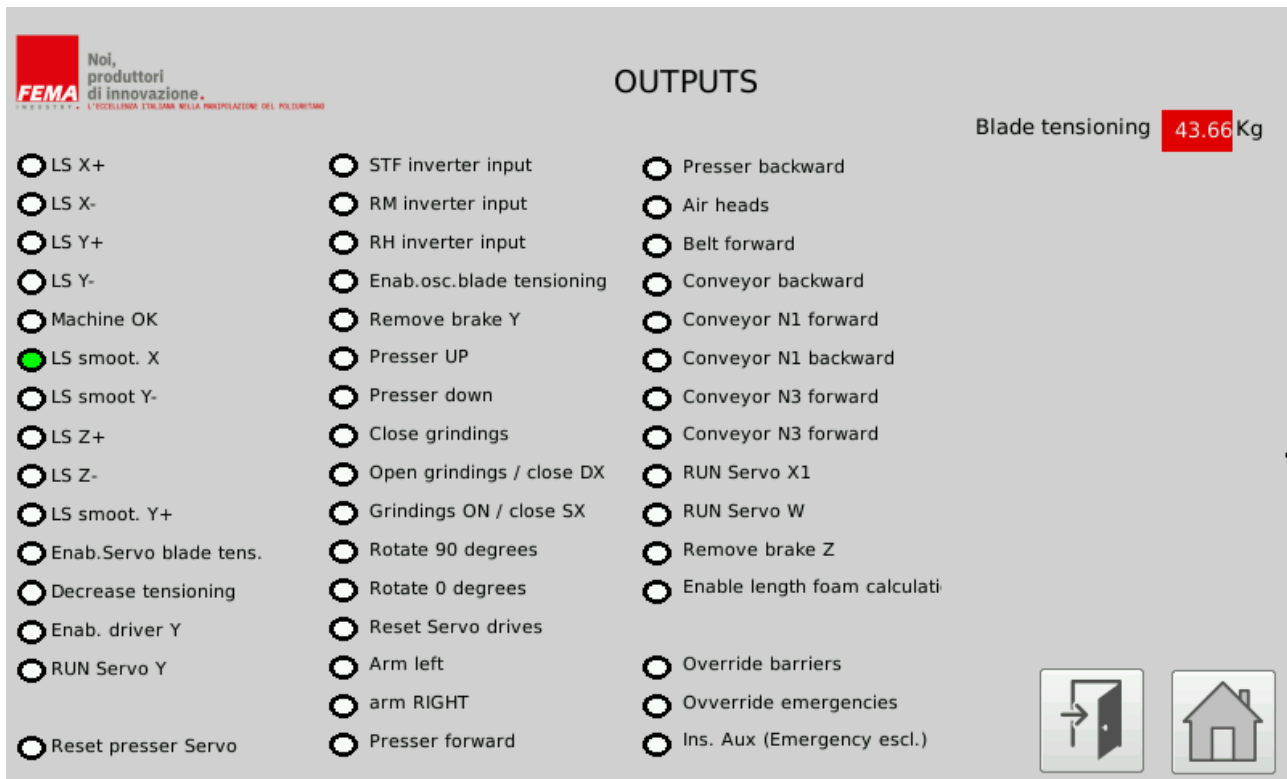 Noi,
produttori
di innovazione.
FEMA
INDUSTRY.
L'ECCELLENZA ITALIANA NELLA MANIPOLAZIONE DEL POLIURETANO
OUTPUTS
Blade tensioning 43.66 Kg
LS X+
LS X-
LS Y+
LS Y-
Machine OK
LS smoot. X
LS smoot Y-
LS Z+
LS Z-
LS smoot. Y+
Enab.Servo blade tens.
Decrease tensioning
Enab. driver Y
RUN Servo Y
Reset presser Servo
STF inverter input
RM inverter input
RH inverter input
Enab.osc.blade tensioning
Remove brake Y
Presser UP
Presser down
Close grindings
Open grindings / close DX
Grindings ON / close SX
Rotate 90 degrees
Rotate 0 degrees
Reset Servo drives
Arm left
arm RIGHT
Presser forward
Presser backward
Air heads
Belt forward
Conveyor backward
Conveyor N1 forward
Conveyor N1 backward
Conveyor N3 forward
Conveyor N3 forward
RUN Servo X1
RUN Servo W
Remove brake Z
Enable length foam calculati
Override barriers
Ovverride emergencies
Ins. Aux (Emergency escl.)